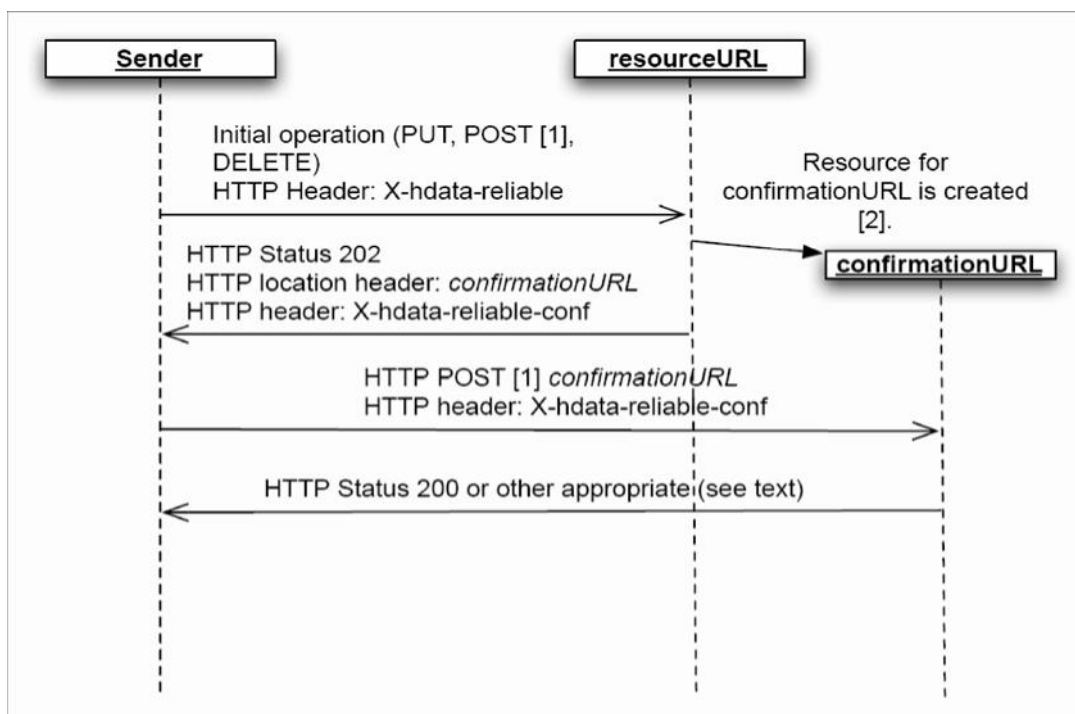 Sender
resourceURL
Initial operation (PUT, POST [1],
DELETE)
HTTP Header: X-hdata-reliable
Resource for
confirmationURL is created
[2].
confirmationURL
HTTP Status 202
HTTP location header: confirmationURL
HTTP header: X-hdata-reliable-conf
HTTP POST [1] confirmationURL
HTTP header: X-hdata-reliable-conf
HTTP Status 200 or other appropriate (see text)